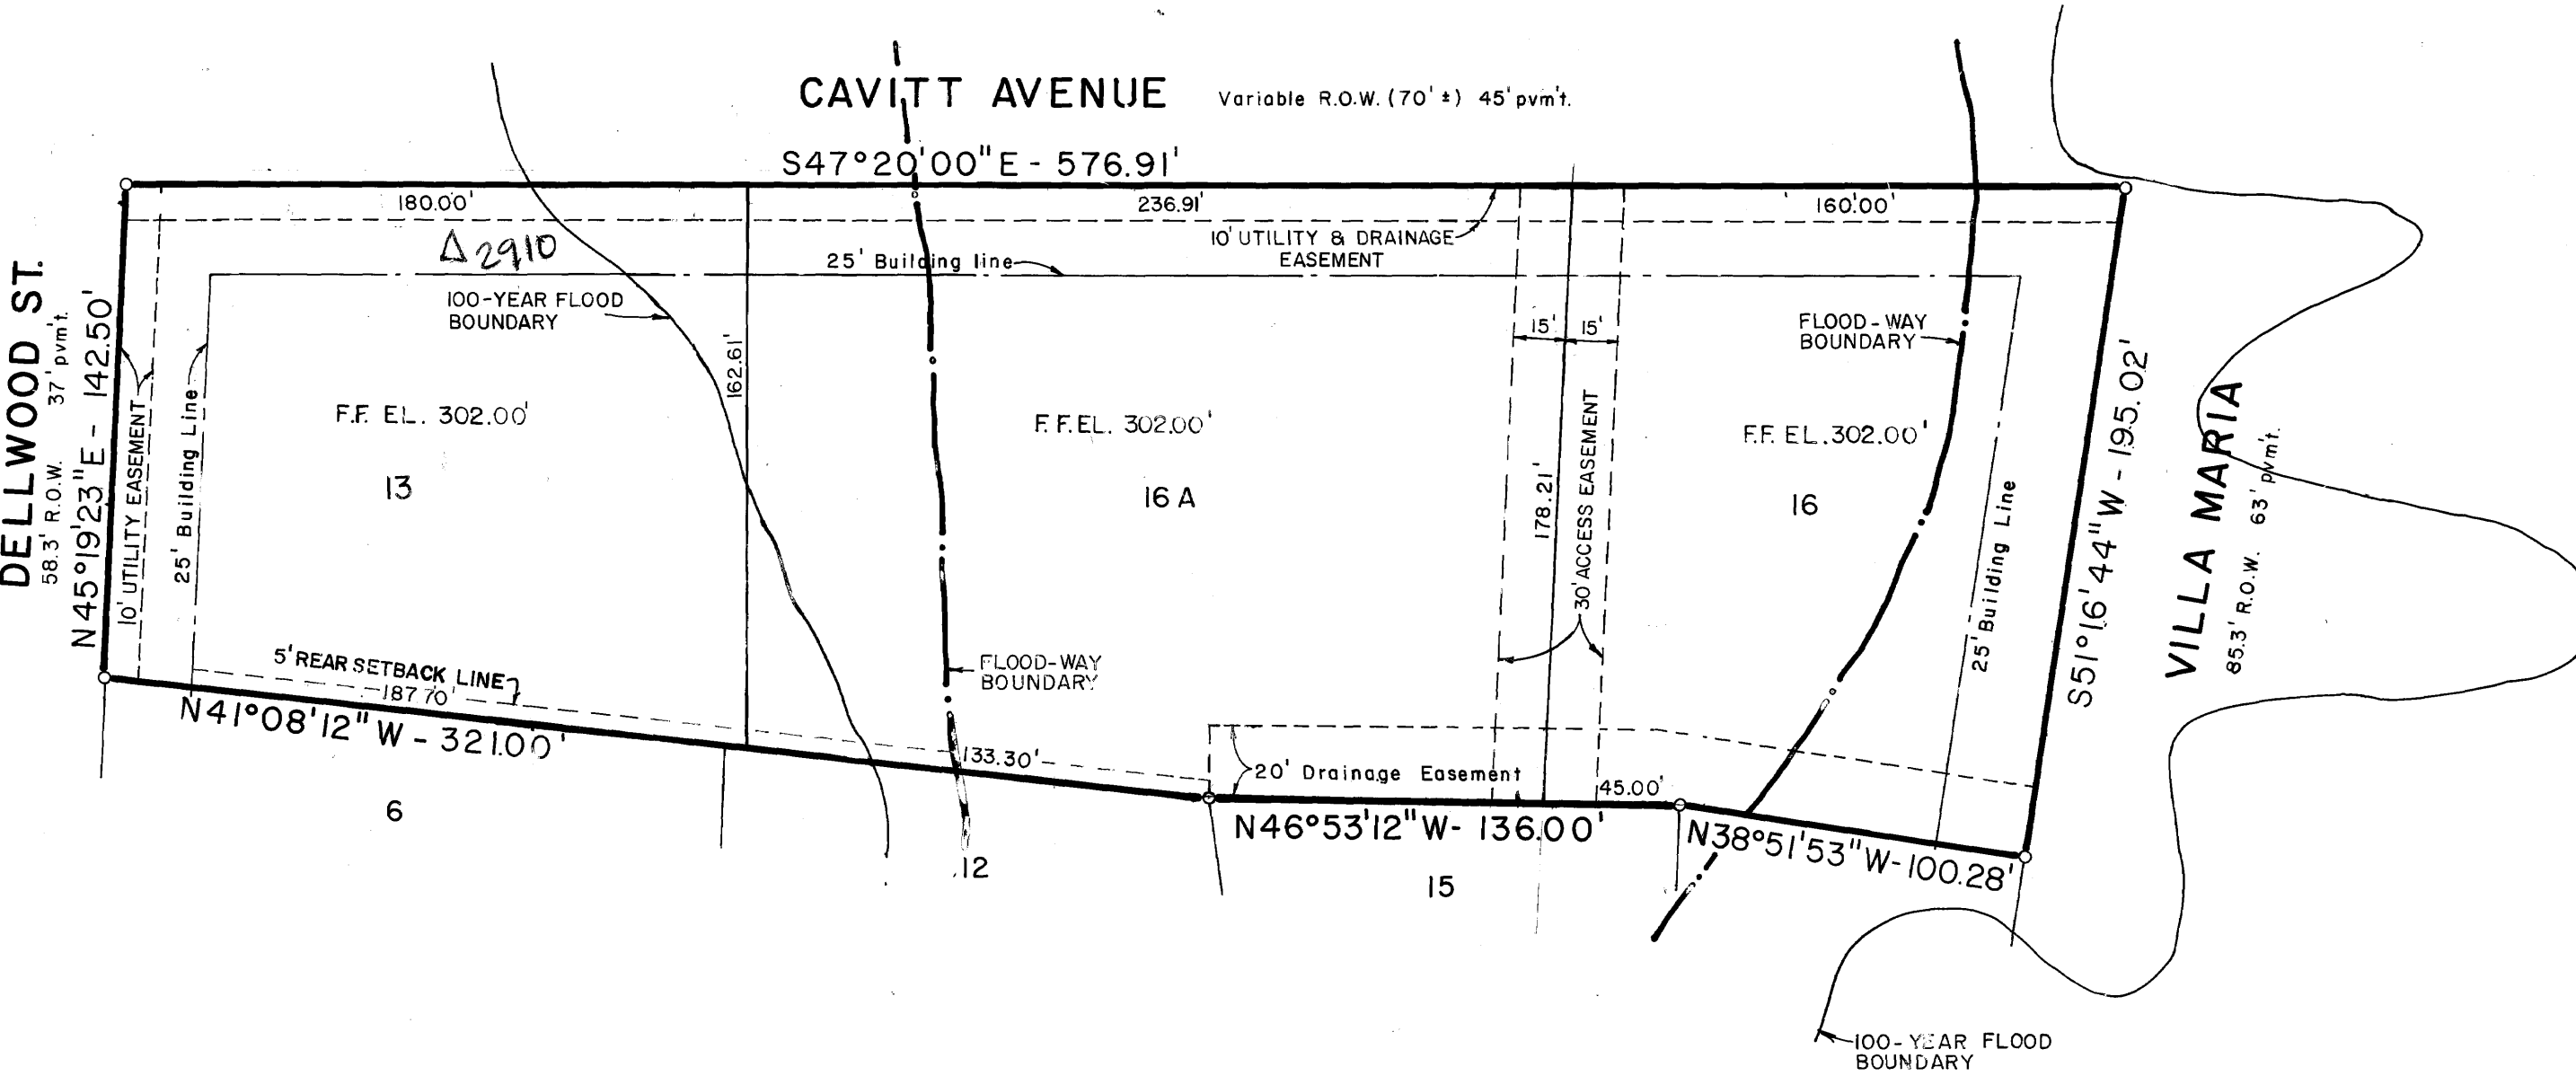 CAVITT AVENUE Variable R.O.W. (70' ±) 45' pvm't.
S47°20'00"E - 576.91'
180.00'
236.91'
160.00'
Δ 2910
10' UTILITY & DRAINAGE
EASEMENT
25' Building line
100-YEAR FLOOD
BOUNDARY
DELLWOOD ST.
58.3' R.O.W. 37' pvm't.
N45°19'23"E - 142.50'
10' UTILITY EASEMENT
25' Building Line
162.61'
15' 15'
FLOOD-WAY
BOUNDARY
F.F. EL. 302.00'
13
F.F. EL. 302.00'
16 A
178.21'
30' ACCESS EASEMENT
F.F. EL. 302.00'
16
25' Building Line
S51°16'44"W - 195.02'
VILLA MARIA
85.3' R.O.W. 63' pvm't.
5' REAR SETBACK LINE
187.70'
N41°08'12"W - 321.00'
FLOOD-WAY
BOUNDARY
133.30'
20' Drainage Easement
45.00'
N46°53'12"W - 136.00'
N38°51'53"W - 100.28'
6
12
15
100-YEAR FLOOD
BOUNDARY